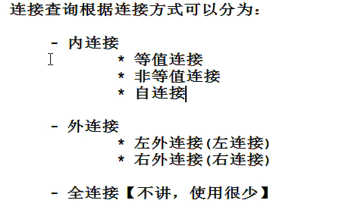 连接查询根据连接方式可以分为：
- 内连接
* 等值连接
* 非等值连接
* 自连接
- 外连接
* 左外连接(左连接)
* 右外连接(右连接)
- 全连接【不讲，使用很少】